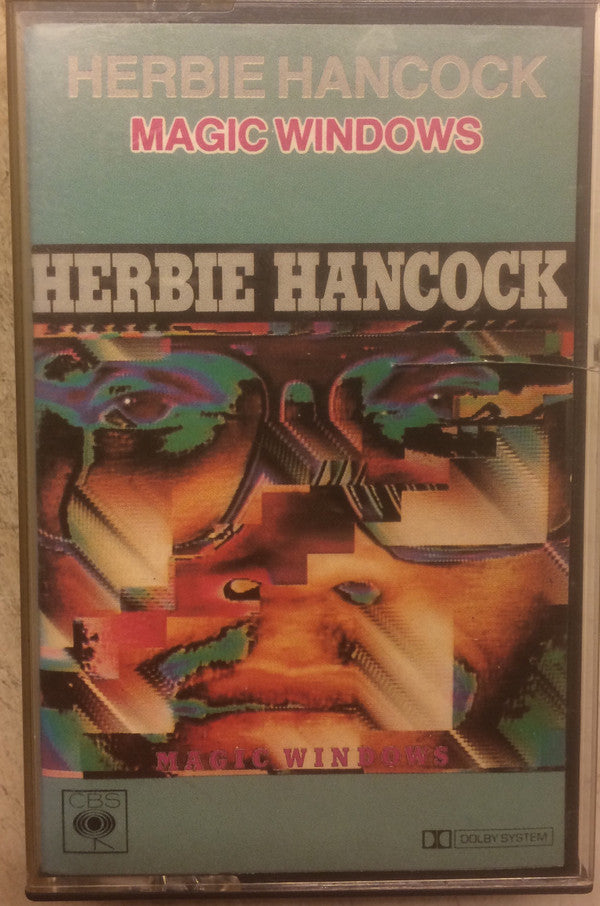 HERBIE HANCOCK
MAGIC WINDOWS
HERBIE HANCOCK
MAGIC WINDOWS
CBS
DOLBY SYSTEM